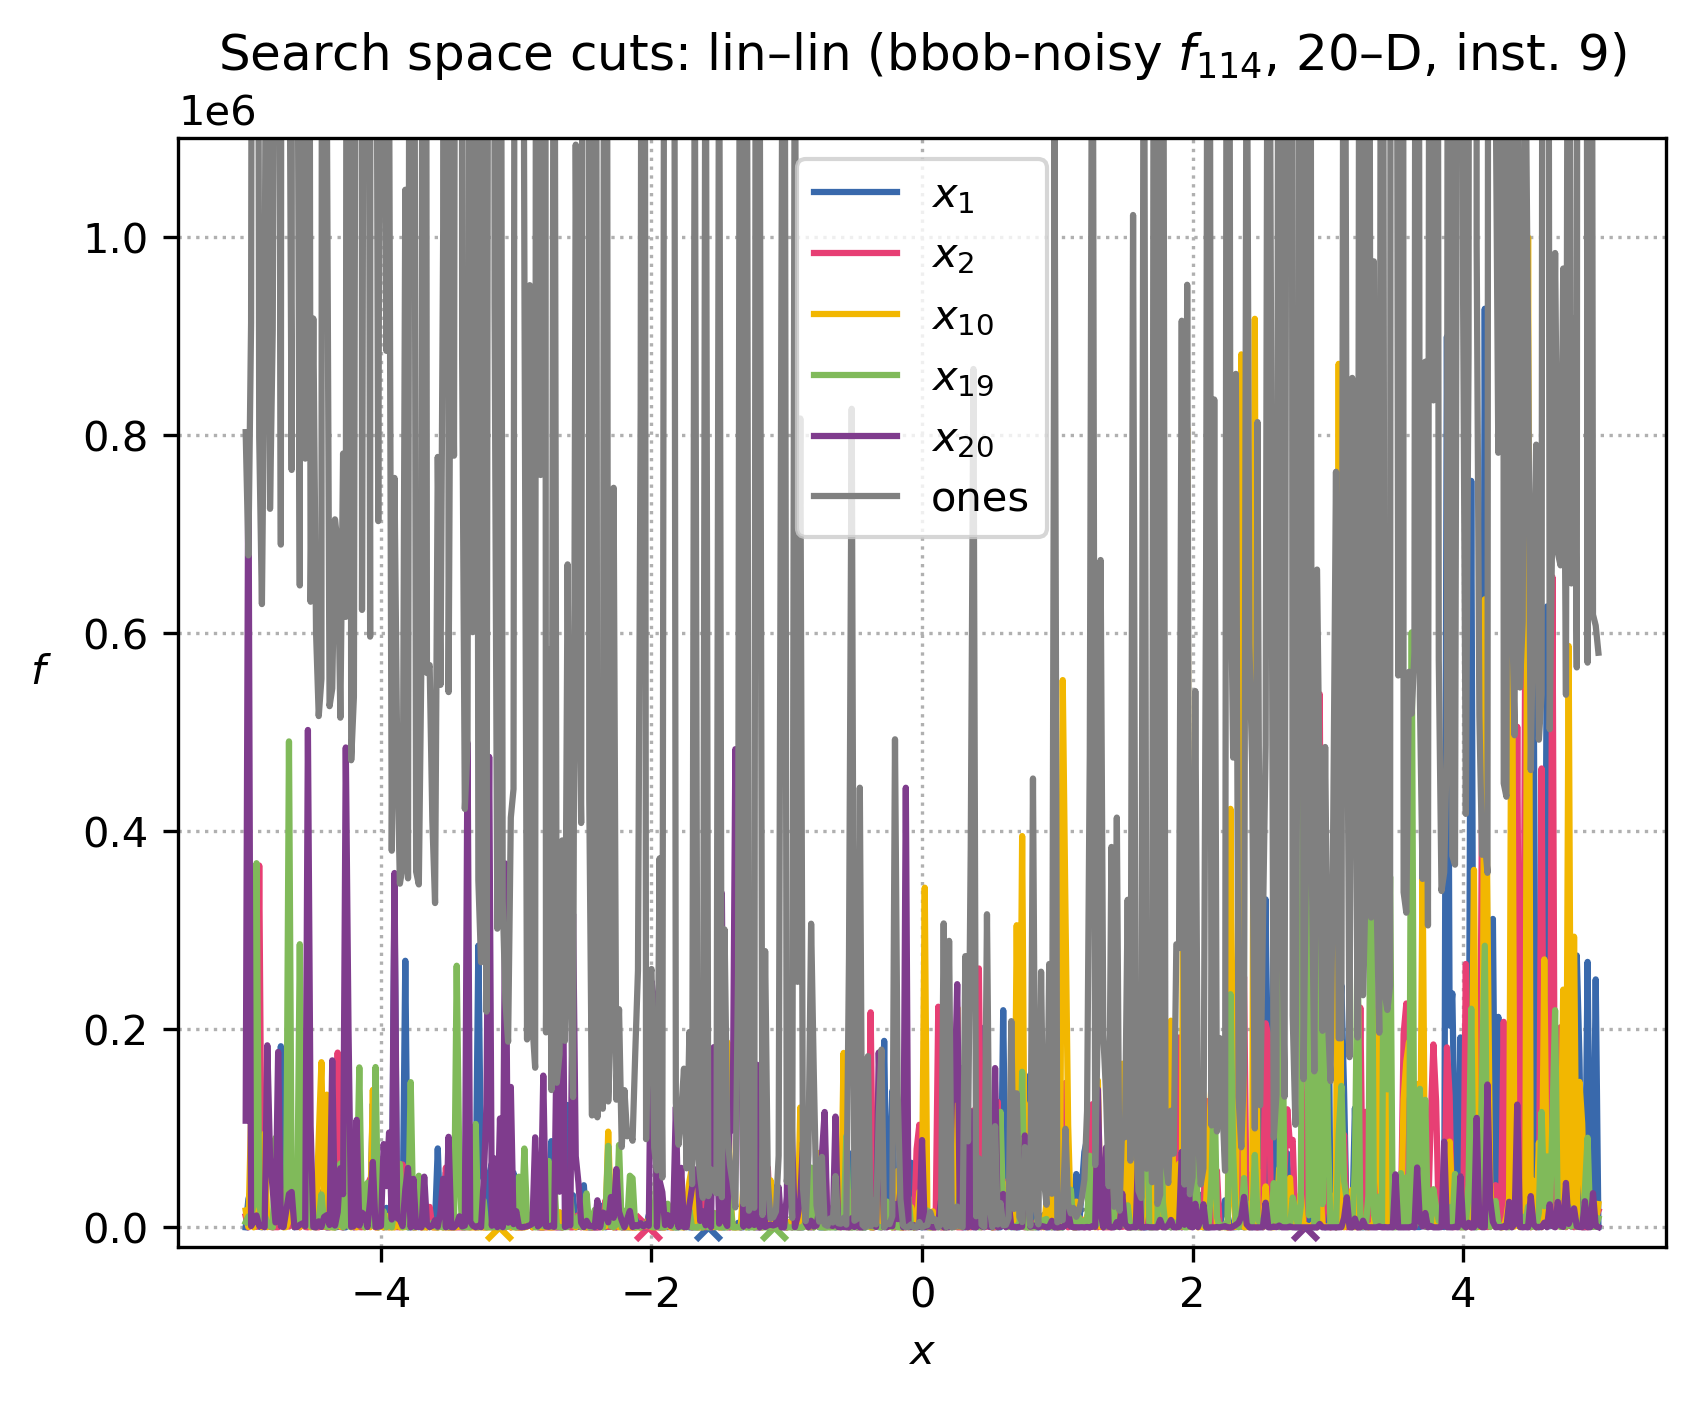 Search space cuts: lin–lin (bbob-noisy f₁₁₄, 20–D, inst. 9)
1e6
x₁
x₂
x₁₀
x₁₉
x₂₀
ones
1.0
0.8
0.6
0.4
0.2
0.0
f
−4
−2
0
2
4
x